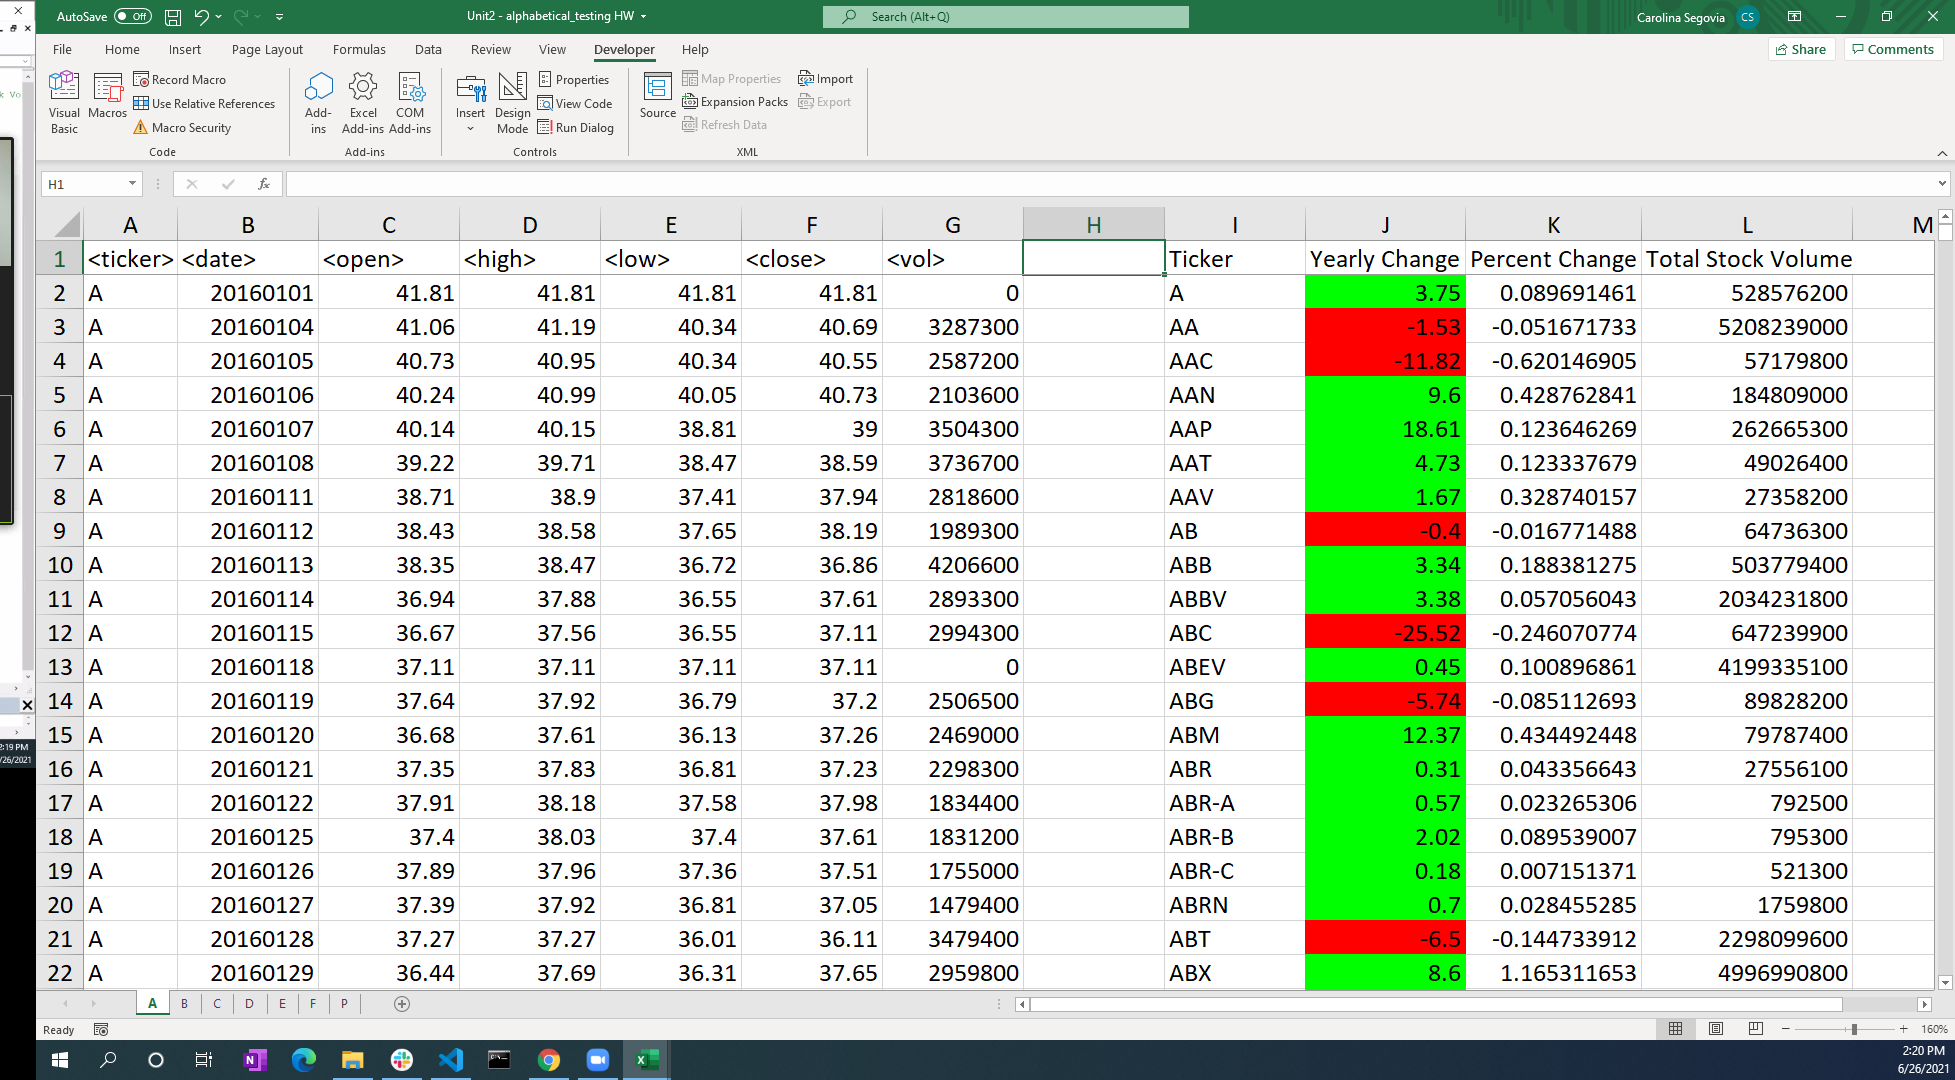 AutoSave Off Unit2 - alphabetical_testing HW Search (Alt+Q) Carolina Segovia CS
File Home Insert Page Layout Formulas Data Review View Developer Help Share Comments
Visual Basic
Macros
Record Macro
Use Relative References
Macro Security
Code
Add-ins
Excel Add-ins
COM Add-ins
Add-ins
Insert
Design Mode
Properties
View Code
Run Dialog
Controls
Source
Map Properties
Expansion Packs
Refresh Data
Import
Export
XML
H1 fx
A B C D E F G H I J K L M
1 <ticker> <date> <open> <high> <low> <close> <vol> Ticker Yearly Change Percent Change Total Stock Volume
2 A 20160101 41.81 41.81 41.81 41.81 0 A 3.75 0.089691461 528576200
3 A 20160104 41.06 41.19 40.34 40.69 3287300 AA -1.53 -0.051671733 5208239000
4 A 20160105 40.73 40.95 40.34 40.55 2587200 AAC -11.82 -0.620146905 57179800
5 A 20160106 40.24 40.99 40.05 40.73 2103600 AAN 9.6 0.428762841 184809000
6 A 20160107 40.14 40.15 38.81 39 3504300 AAP 18.61 0.123646269 262665300
7 A 20160108 39.22 39.71 38.47 38.59 3736700 AAT 4.73 0.123337679 49026400
8 A 20160111 38.71 38.9 37.41 37.94 2818600 AAV 1.67 0.328740157 27358200
9 A 20160112 38.43 38.58 37.65 38.19 1989300 AB -0.4 -0.016771488 64736300
10 A 20160113 38.35 38.47 36.72 36.86 4206600 ABB 3.34 0.188381275 503779400
11 A 20160114 36.94 37.88 36.55 37.61 2893300 ABBV 3.38 0.057056043 2034231800
12 A 20160115 36.67 37.56 36.55 37.11 2994300 ABC -25.52 -0.246070774 647239900
13 A 20160118 37.11 37.11 37.11 37.11 0 ABEV 0.45 0.100896861 4199335100
14 A 20160119 37.64 37.92 36.79 37.2 2506500 ABG -5.74 -0.085112693 89828200
15 A 20160120 36.68 37.61 36.13 37.26 2469000 ABM 12.37 0.434492448 79787400
16 A 20160121 37.35 37.83 36.81 37.23 2298300 ABR 0.31 0.043356643 27556100
17 A 20160122 37.91 38.18 37.58 37.98 1834400 ABR-A 0.57 0.023265306 792500
18 A 20160125 37.4 38.03 37.4 37.61 1831200 ABR-B 2.02 0.089539007 795300
19 A 20160126 37.89 37.96 37.36 37.51 1755000 ABR-C 0.18 0.007151371 521300
20 A 20160127 37.39 37.92 36.81 37.05 1479400 ABRN 0.7 0.028455285 1759800
21 A 20160128 37.27 37.27 36.01 36.11 3479400 ABT -6.5 -0.144733912 2298099600
22 A 20160129 36.44 37.69 36.31 37.65 2959800 ABX 8.6 1.165311653 4996990800
A B C D E F P
Ready 160%
2:19 PM
/26/2021
2:20 PM
6/26/2021